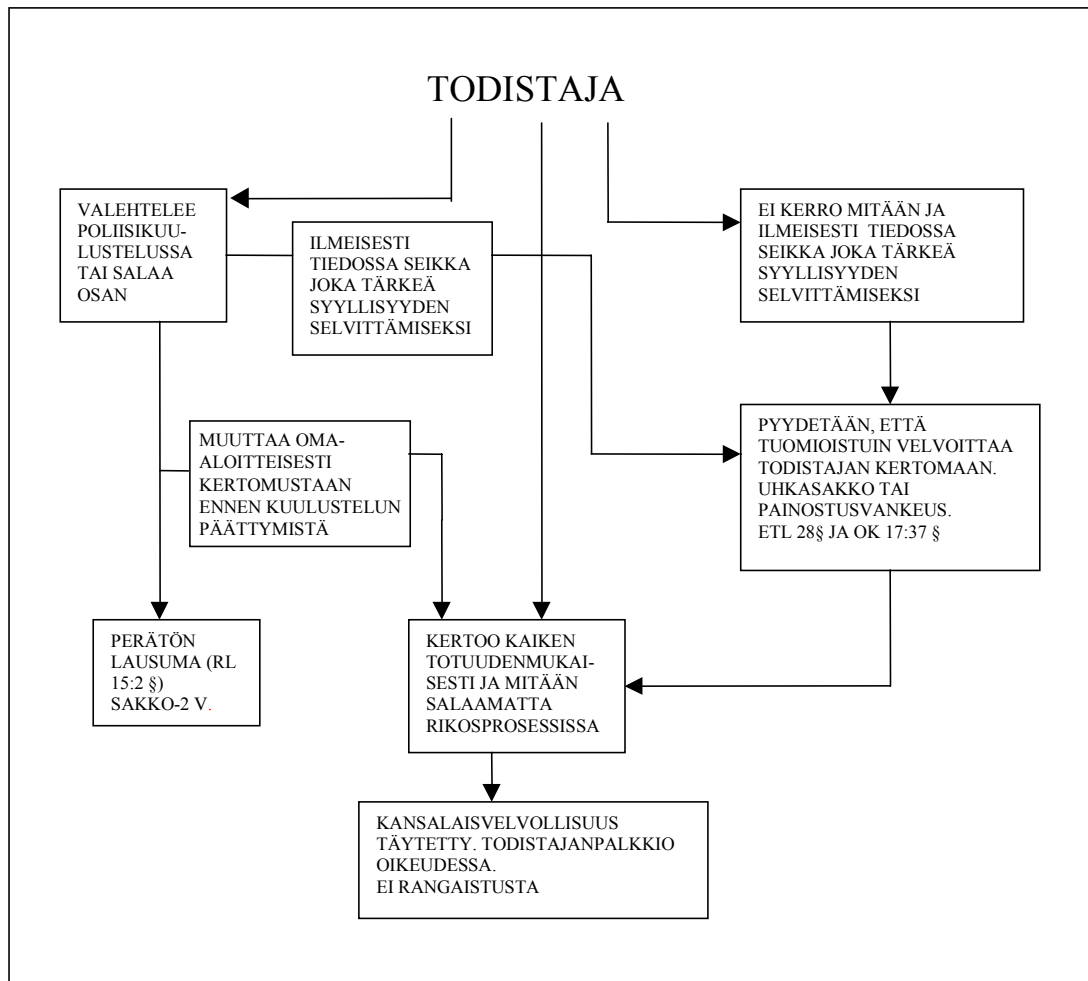 TODISTAJA
VALEHTELEE
POLIISIKUU-
LUSTELUSSA
TAI SALAA
OSAN
ILMEISESTI
TIEDOSSA SEIKKA
JOKA TÄRKEÄ
SYYLLISYYDEN
SELVITTÄMISEKSI
EI KERRO MITÄÄN JA
ILMEISESTI TIEDOSSA
SEIKKA JOKA TÄRKEÄ
SYYLLISYYDEN
SELVITTÄMISEKSI
MUUTTAA OMA-
ALOITTEISESTI
KERTOMUSTAAN
ENNEN KUULUSTELUN
PÄÄTTYMISTÄ
PYYDETÄÄN, ETTÄ
TUOMIOISTUIN VELVOITTAA
TODISTAJAN KERTOMAAN.
UHKASAKKO TAI
PAINOSTUSVANKEUS.
ETL 28§ JA OK 17:37 §
PERÄTÖN
LAUSUMA (RL
15:2 §)
SAKKO-2 V.
KERTOO KAIKEN
TOTUUDENMUKAI-
SESTI JA MITÄÄN
SALAAMATTA
RIKOSPROSESSISSA
KANSALAISVELVOLLISUUS
TÄYTETTY. TODISTAJANPALKKIO
OIKEUDESSA.
EI RANGAISTUSTA